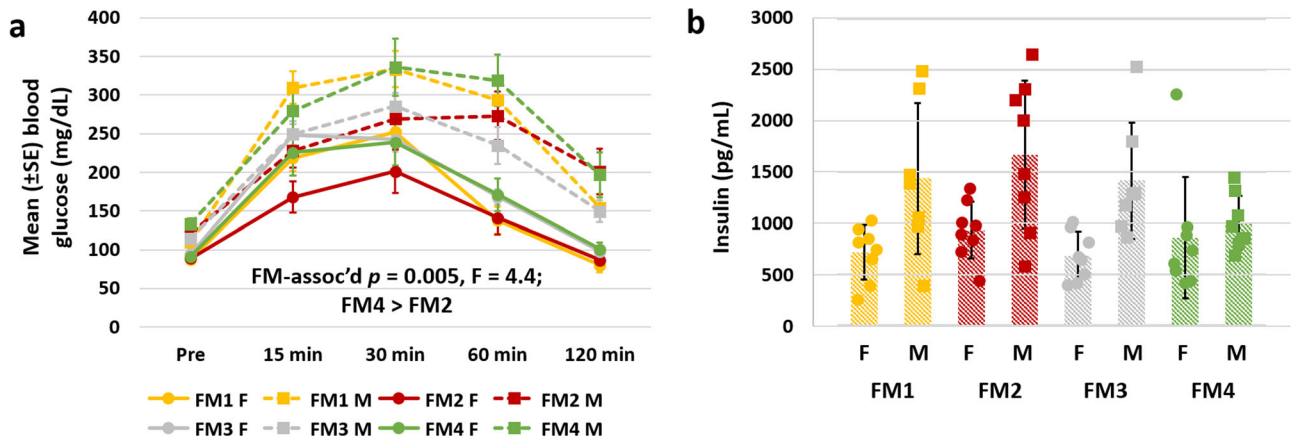 a
Mean (±SE) blood
glucose (mg/dL)
400
350
300
250
200
150
100
50
0
FM-assoc'd p = 0.005, F = 4.4;
FM4 > FM2
Pre 15 min 30 min 60 min 120 min
FM1 F FM1 M FM2 F FM2 M
FM3 F FM3 M FM4 F FM4 M
b
Insulin (pg/mL)
3000
2500
2000
1500
1000
500
0
F M F M F M F M
FM1 FM2 FM3 FM4